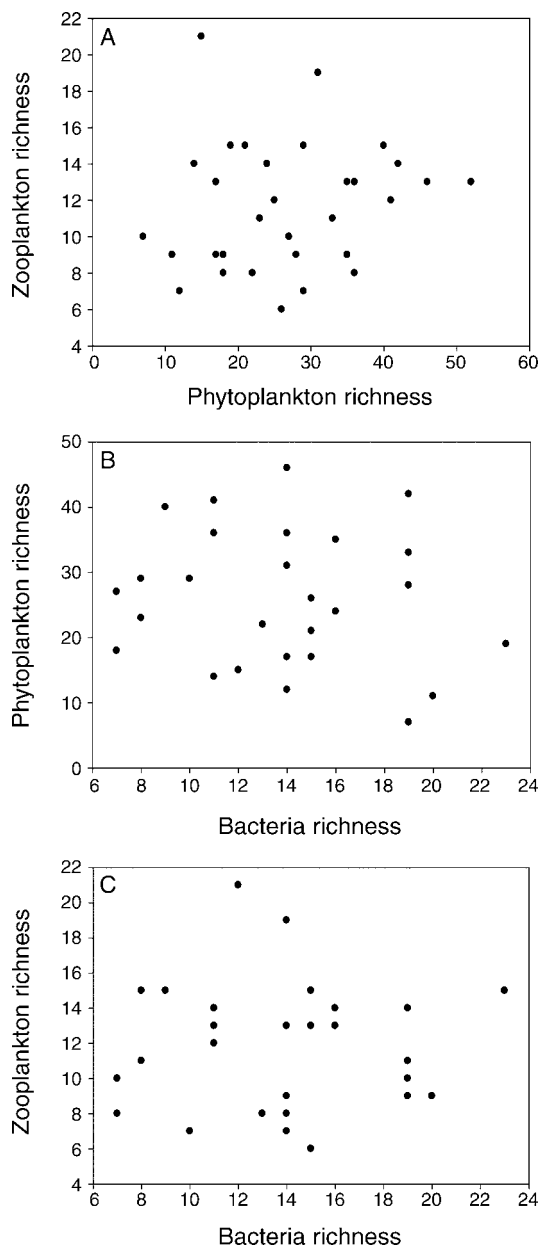 A
22
20
18
16
14
12
10
8
6
4
Zooplankton richness
0 10 20 30 40 50 60
Phytoplankton richness
B
50
40
30
20
10
0
Phytoplankton richness
6 8 10 12 14 16 18 20 22 24
Bacteria richness
C
22
20
18
16
14
12
10
8
6
4
Zooplankton richness
6 8 10 12 14 16 18 20 22 24
Bacteria richness